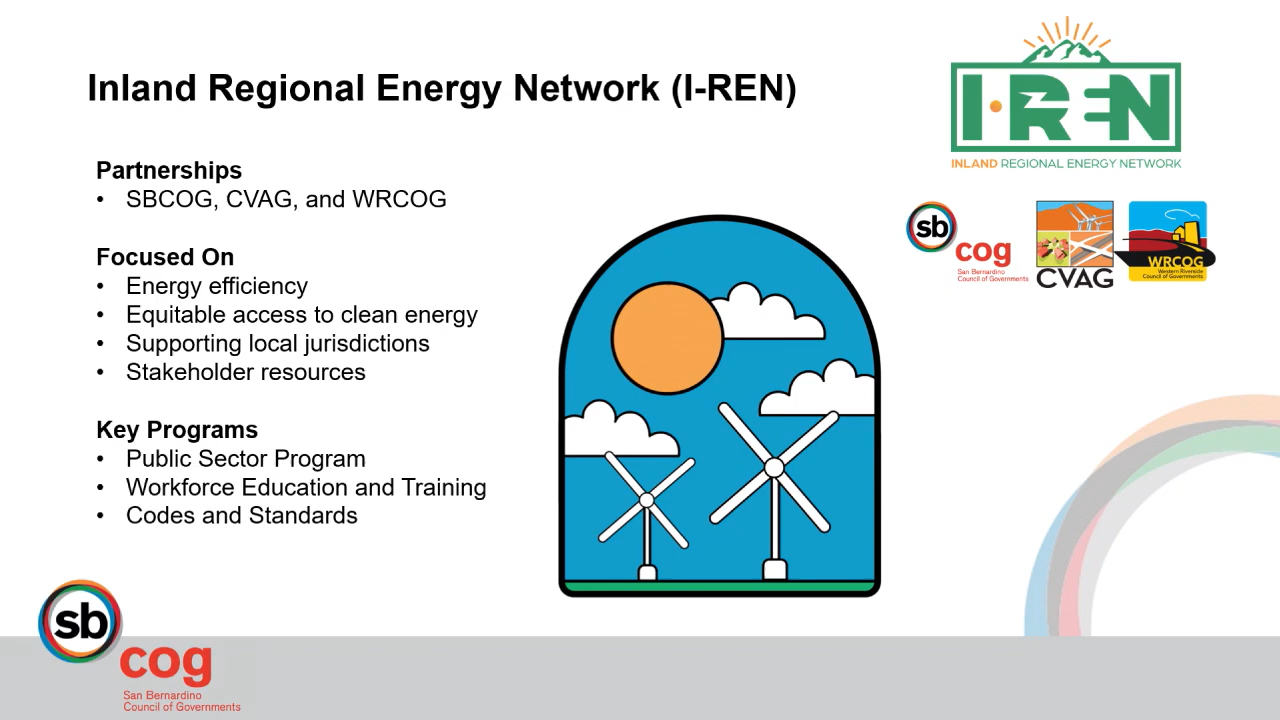 Inland Regional Energy Network (I-REN)
Partnerships
• SBCOG, CVAG, and WRCOG
Focused On
• Energy efficiency
• Equitable access to clean energy
• Supporting local jurisdictions
• Stakeholder resources
Key Programs
• Public Sector Program
• Workforce Education and Training
• Codes and Standards
I·REN
INLAND REGIONAL ENERGY NETWORK
sb
cog
San Bernardino
Council of Governments
CVAG
WRCOG
Western Riverside
Council of Governments
sb
cog
San Bernardino
Council of Governments